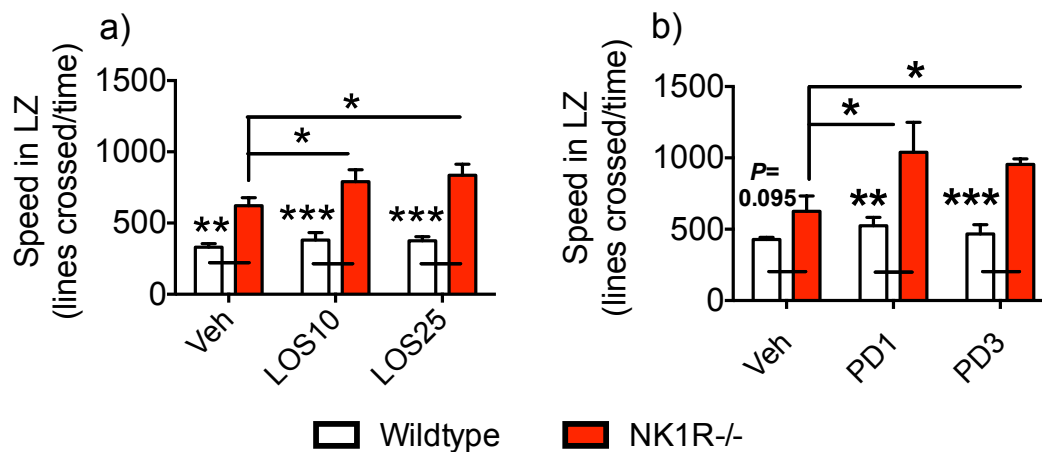 a)
Speed in LZ
(lines crossed/time)
1500
1000
500
0
*
*
**
***
***
Veh
LOS10
LOS25
b)
Speed in LZ
(lines crossed/time)
1500
1000
500
0
*
*
P=
0.095
**
***
Veh
PD1
PD3
Wildtype
NK1R-/-